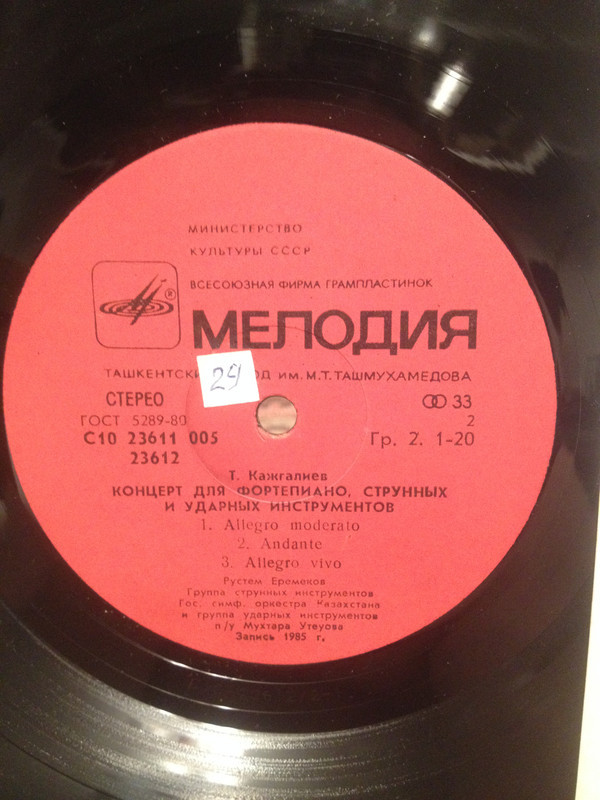 МИНИСТЕРСТВО
КУЛЬТУРЫ СССР
ВСЕСОЮЗНАЯ ФИРМА ГРАМПЛАСТИНОК
®
МЕЛОДИЯ
ТАШКЕНТСКИ ОД им. М.Т. ТАШМУХАМЕДОВА
29
СТЕРЕО 33
ГОСТ 5289-80 2
С10 23611 005 Гр. 2. 1-20
23612
Т. Кажгалиев
КОНЦЕРТ ДЛЯ ФОРТЕПИАНО, СТРУННЫХ
И УДАРНЫХ ИНСТРУМЕНТОВ
1. Allegro moderato
2. Andante
3. Allegro vivo
Рустем Еремеков
Группа струнных инструментов
Гос. симф. оркестра Казахстана
и группа ударных инструментов
п/у Мухтара Утеуова
Запись 1985 г.